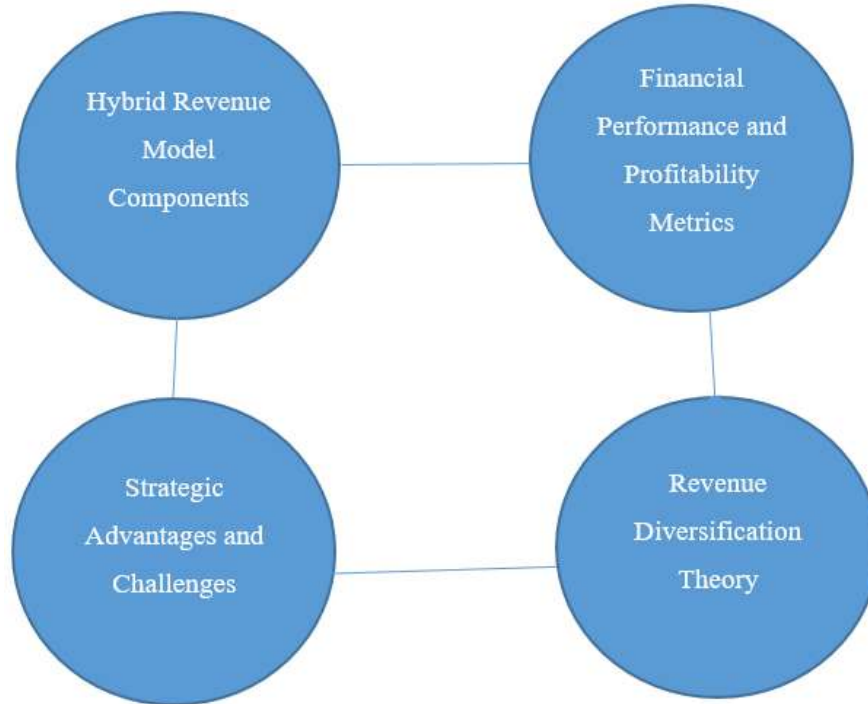 Hybrid Revenue
Model
Components
Financial
Performance and
Profitability
Metrics
Strategic
Advantages and
Challenges
Revenue
Diversification
Theory